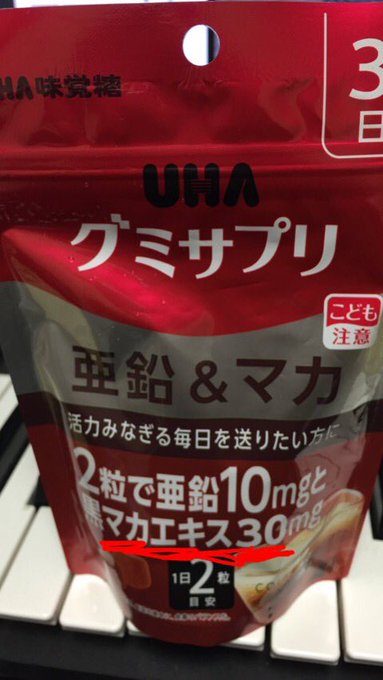 UHA味覚糖
3
日
UHA
グミサプリ
こども
注意
亜鉛&マカ
活力みなぎる毎日を送りたい方に
2粒で亜鉛10mgと
黒マカエキス30mg
1日2粒
目安